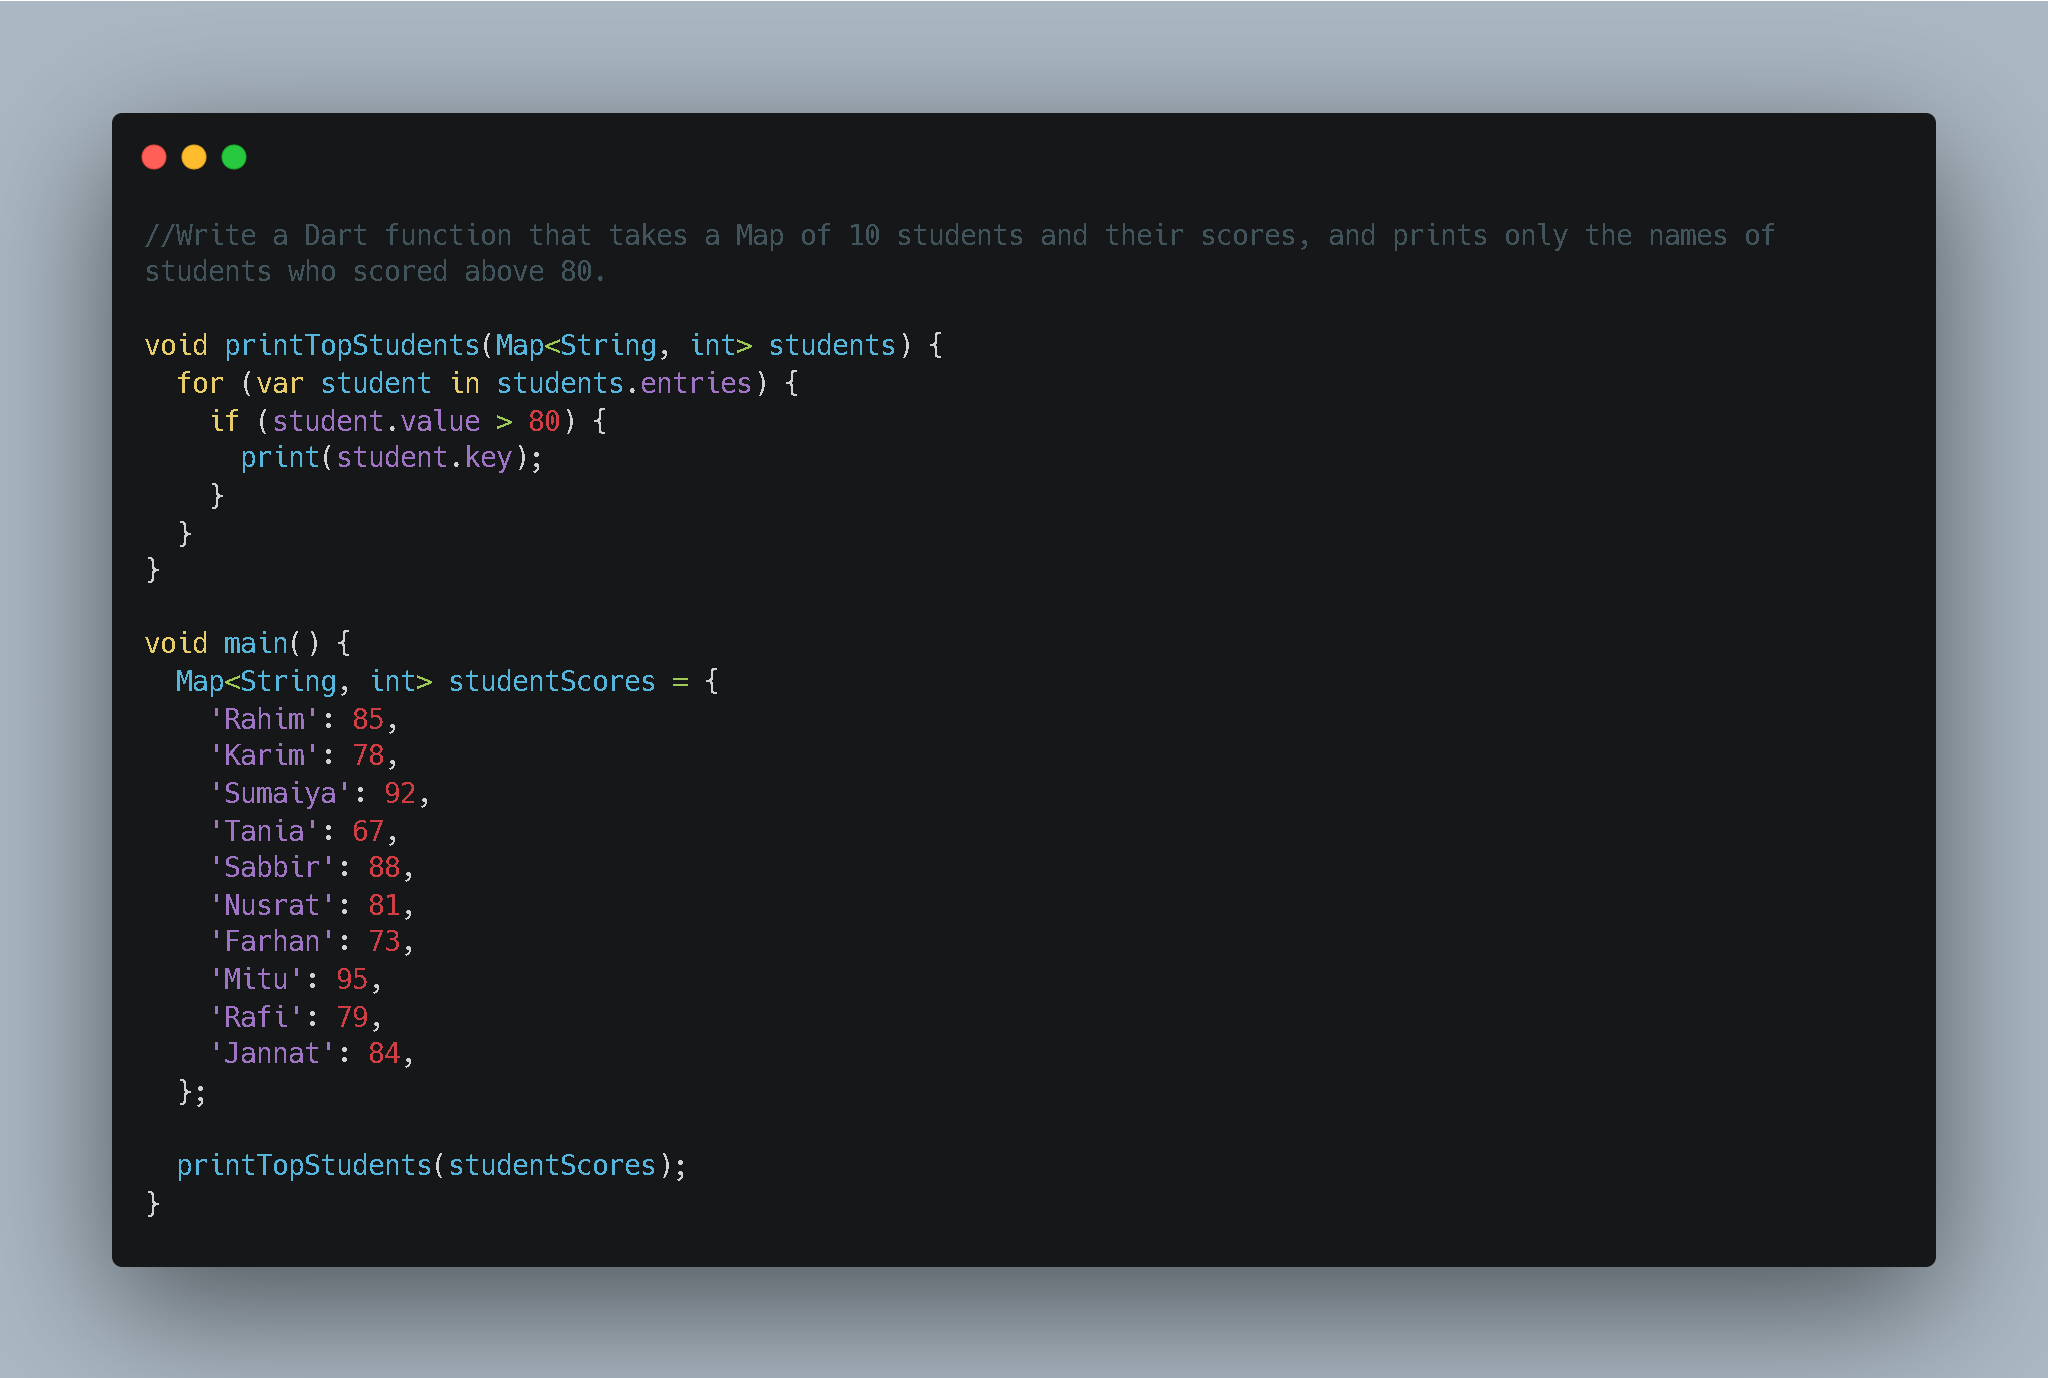 //Write a Dart function that takes a Map of 10 students and their scores, and prints only the names of
students who scored above 80.

void printTopStudents(Map<String, int> students) {
  for (var student in students.entries) {
    if (student.value > 80) {
      print(student.key);
    }
  }
}

void main() {
  Map<String, int> studentScores = {
    'Rahim': 85,
    'Karim': 78,
    'Sumaiya': 92,
    'Tania': 67,
    'Sabbir': 88,
    'Nusrat': 81,
    'Farhan': 73,
    'Mitu': 95,
    'Rafi': 79,
    'Jannat': 84,
  };

  printTopStudents(studentScores);
}